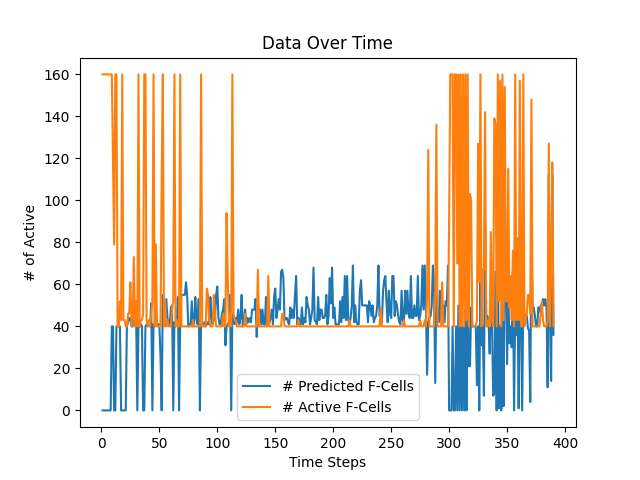 Data Over Time
160
140
120
100
80
60
40
20
0
# of Active
# Predicted F-Cells
# Active F-Cells
0 50 100 150 200 250 300 350 400
Time Steps